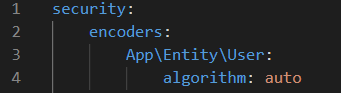 1 security:
2     encoders:
3         App\Entity\User:
4             algorithm: auto